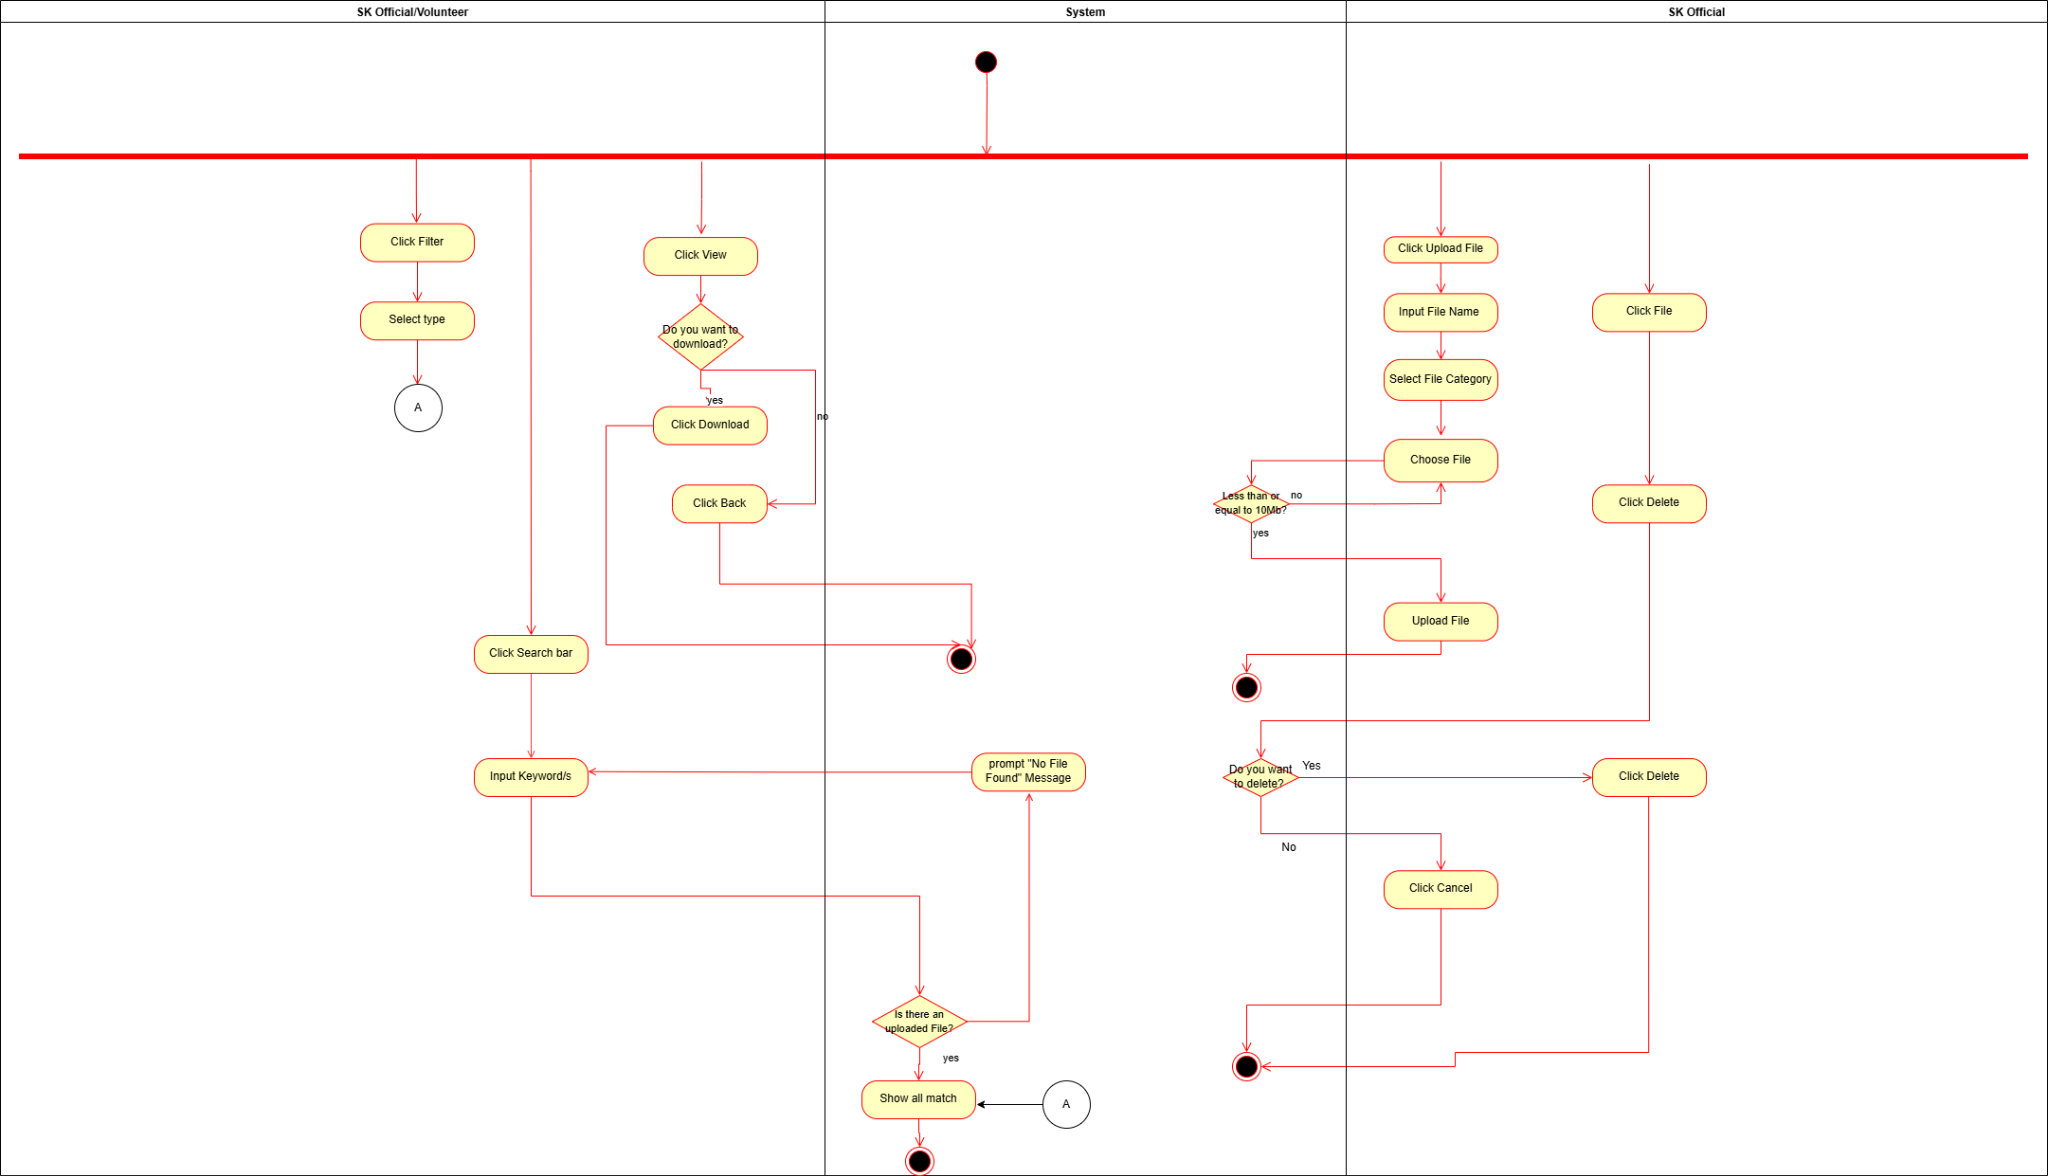 SK Official/Volunteer
System
SK Official
Click Filter
Select type
A
Click View
Do you want to
download?
yes
no
Click Download
Click Back
Click Search bar
Input Keyword/s
prompt "No File
Found" Message
Is there an
uploaded File?
yes
Show all match
A
Click Upload File
Input File Name
Select File Category
Choose File
Less than or
equal to 10Mb?
no
yes
Upload File
Click File
Click Delete
Do you want
to delete?
Yes
No
Click Delete
Click Cancel